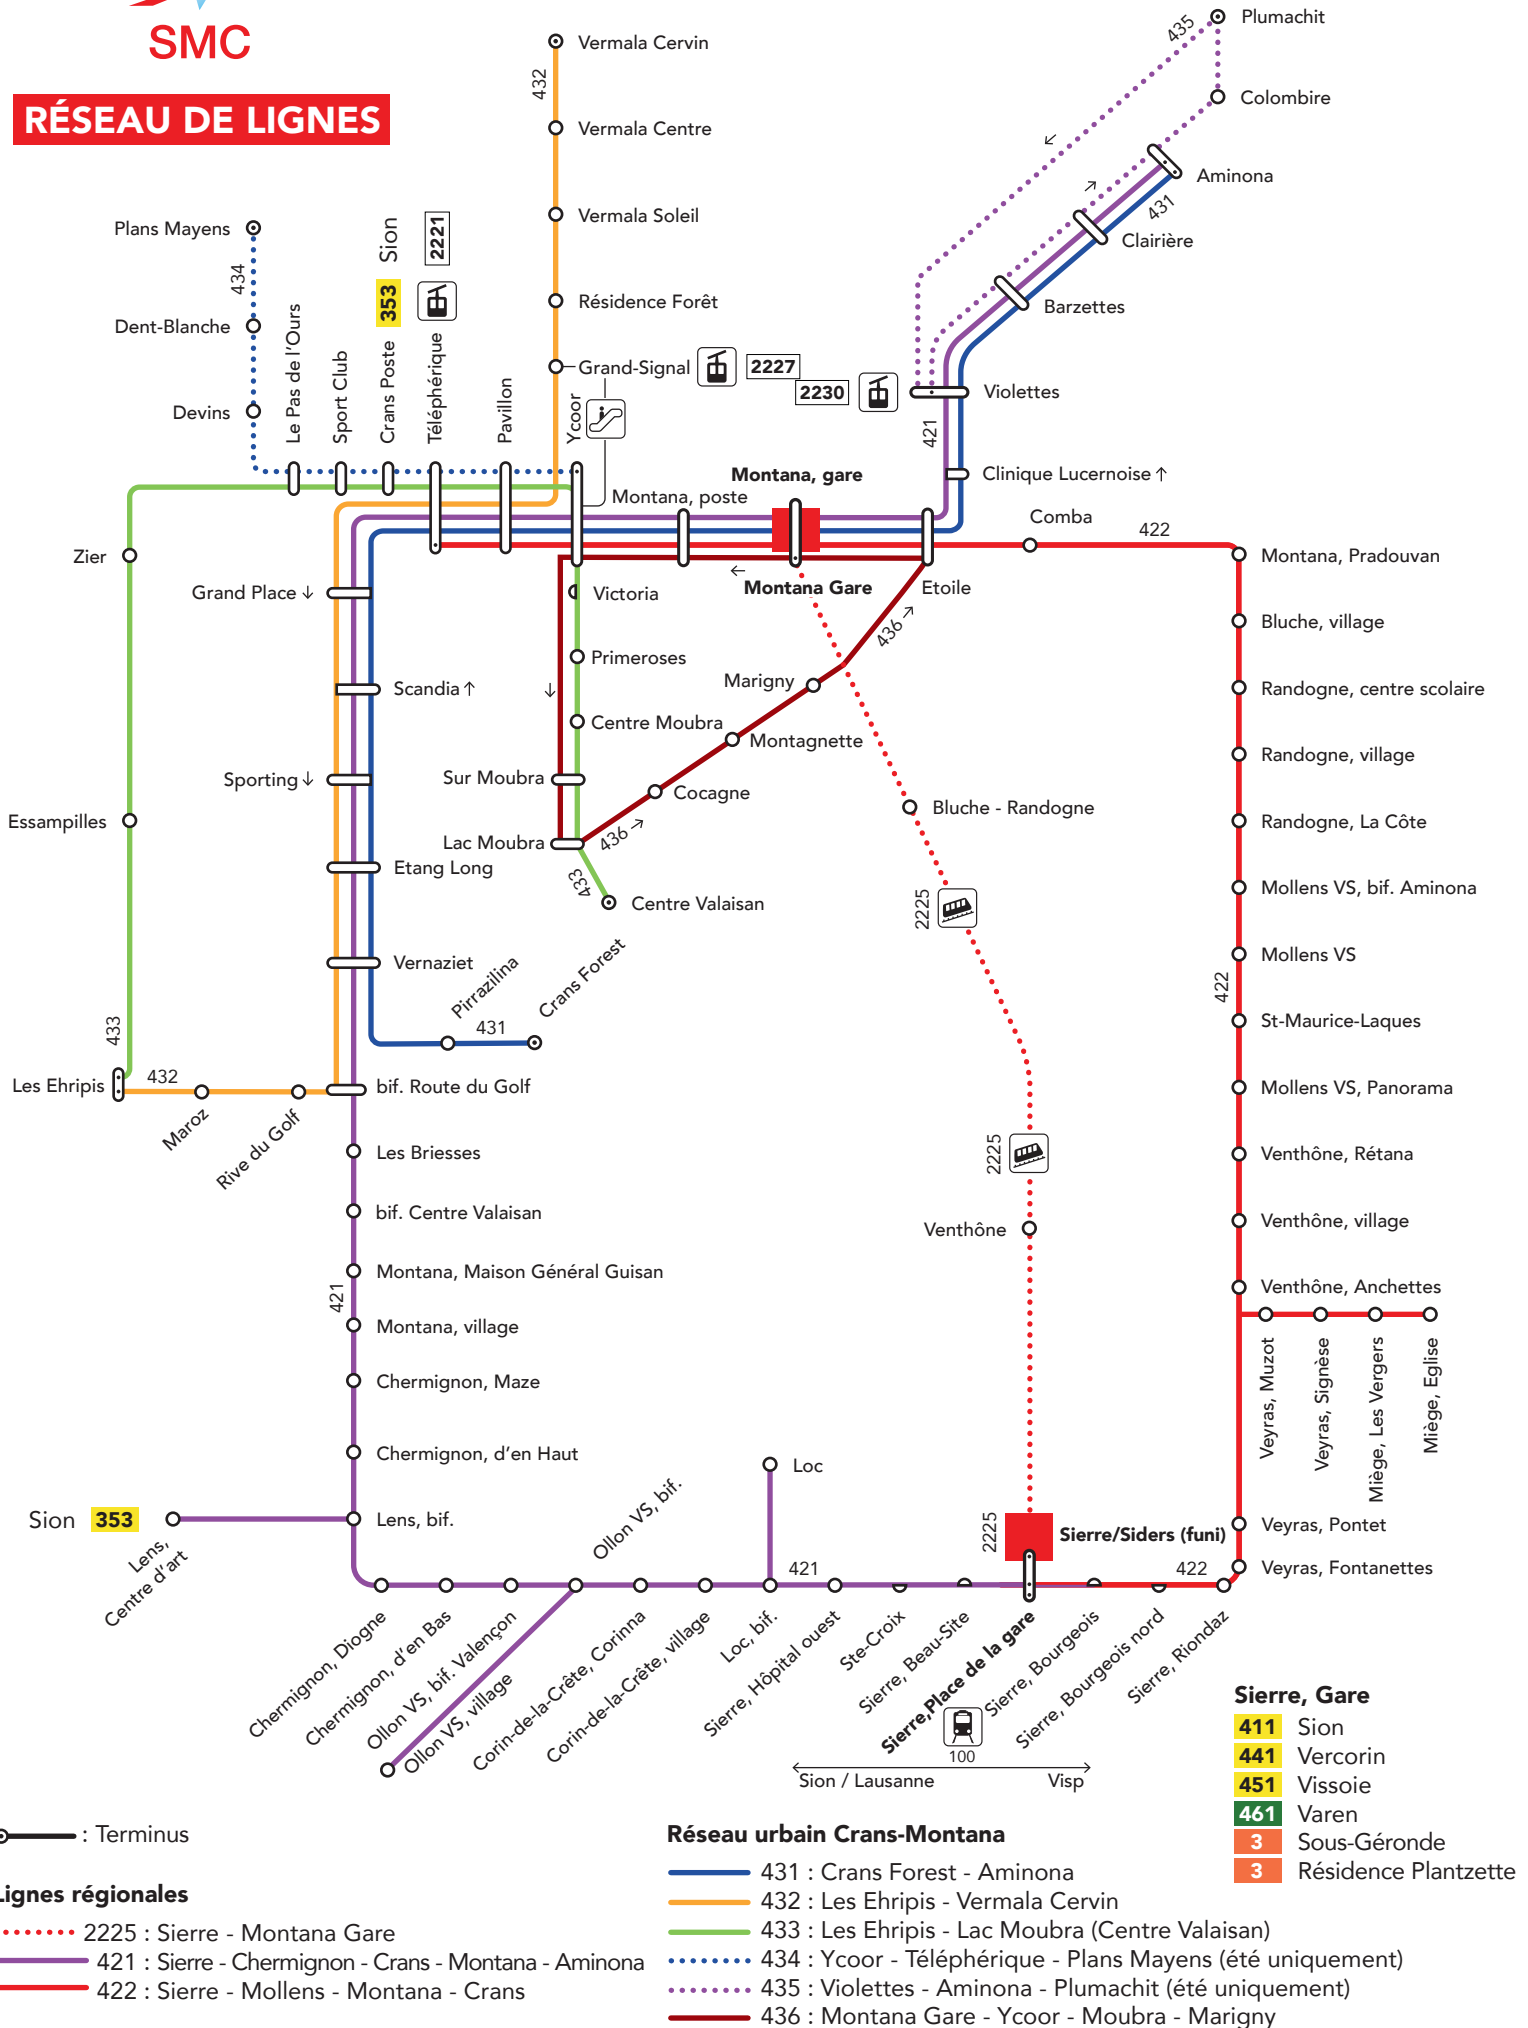 SMC
RÉSEAU DE LIGNES
435
Plumachit
Colombire
Aminona
431
Clairière
Barzettes
Violettes
2230
421
Clinique Lucernoise ↑
432
Vermala Cervin
Vermala Centre
Vermala Soleil
Résidence Forêt
Grand-Signal
2227
Plans Mayens
434
Dent-Blanche
Devins
Le Pas de l'Ours
Sport Club
Crans Poste
353
Sion
Téléphérique
2221
Pavillon
Ycoor
Montana, poste
Montana, gare
Montana Gare
Etoile
Comba
422
Zier
Essampilles
433
Les Ehripis
432
Maroz
Rive du Golf
Grand Place ↓
Scandia ↑
Sporting ↓
Etang Long
Vernaziet
Pirrazilina
431
Crans Forest
bif. Route du Golf
Victoria
Primeroses
Centre Moubra
Sur Moubra
Lac Moubra
433
Centre Valaisan
436 →
Cocagne
Montagnette
Marigny
436 →
Bluche - Randogne
2225
2225
Venthône
2225
Sierre/Siders (funi)
Montana, Pradouvan
Bluche, village
Randogne, centre scolaire
Randogne, village
Randogne, La Côte
Mollens VS, bif. Aminona
Mollens VS
422
St-Maurice-Laques
Mollens VS, Panorama
Venthône, Rétana
Venthône, village
Venthône, Anchettes
Veyras, Muzot
Veyras, Signèse
Miège, Les Vergers
Miège, Eglise
Veyras, Pontet
Veyras, Fontanettes
422
Les Briesses
bif. Centre Valaisan
Montana, Maison Général Guisan
421
Montana, village
Chermignon, Maze
Chermignon, d'en Haut
Sion 353
Lens,
Centre d'art
Lens, bif.
Ollon VS, bif.
Loc
421
Chermignon, Diogne
Chermignon, d'en Bas
Ollon VS, bif. Valençon
Ollon VS, village
Corin-de-la-Crête, Corinna
Corin-de-la-Crête, village
Loc, bif.
Sierre, Hôpital ouest
Ste-Croix
Sierre, Beau-Site
Sierre,Place de la gare
Sierre, Bourgeois
Sierre, Bourgeois nord
Sierre, Riondaz
100
Sion / Lausanne
Visp
Sierre, Gare
411 Sion
441 Vercorin
451 Vissoie
461 Varen
3 Sous-Géronde
3 Résidence Plantzette
: Terminus
Lignes régionales
2225 : Sierre - Montana Gare
421 : Sierre - Chermignon - Crans - Montana - Aminona
422 : Sierre - Mollens - Montana - Crans
Réseau urbain Crans-Montana
431 : Crans Forest - Aminona
432 : Les Ehripis - Vermala Cervin
433 : Les Ehripis - Lac Moubra (Centre Valaisan)
434 : Ycoor - Téléphérique - Plans Mayens (été uniquement)
435 : Violettes - Aminona - Plumachit (été uniquement)
436 : Montana Gare - Ycoor - Moubra - Marigny